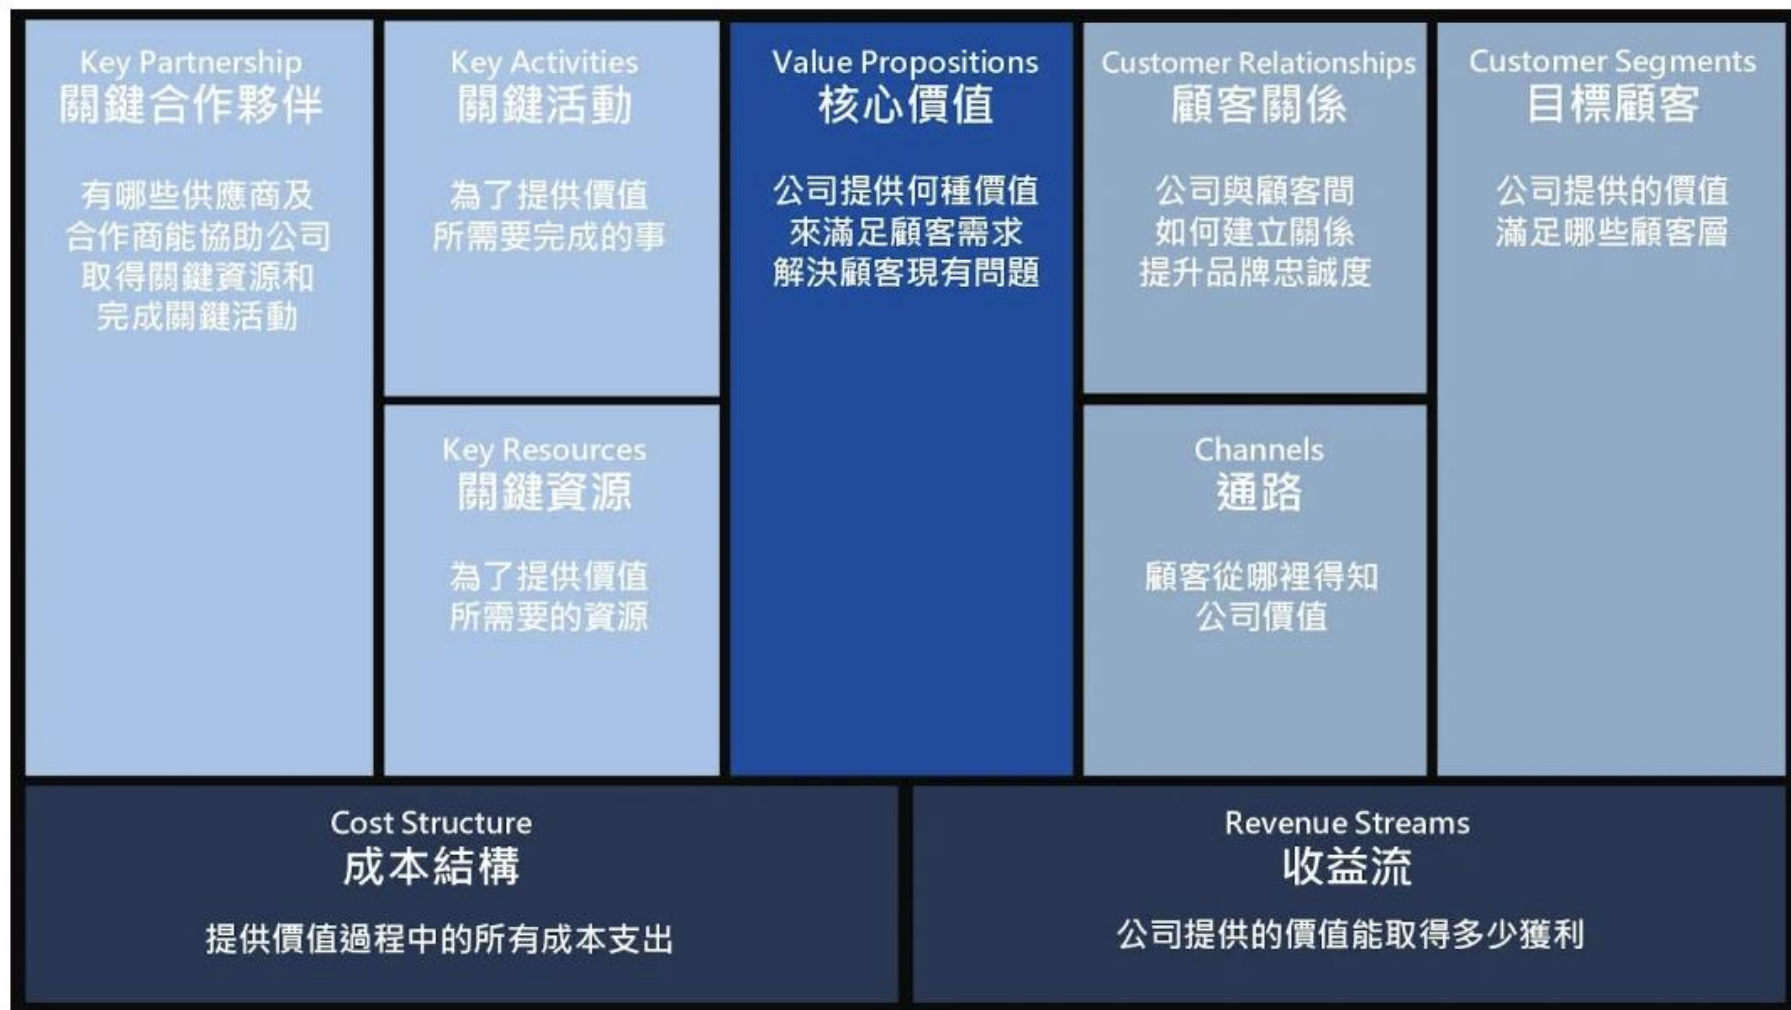 Key Partnership
關鍵合作夥伴
有哪些供應商及
合作商能協助公司
取得關鍵資源和
完成關鍵活動
Key Activities
關鍵活動
為了提供價值
所需要完成的事
Key Resources
關鍵資源
為了提供價值
所需要的資源
Value Propositions
核心價值
公司提供何種價值
來滿足顧客需求
解決顧客現有問題
Customer Relationships
顧客關係
公司與顧客間
如何建立關係
提升品牌忠誠度
Channels
通路
顧客從哪裡得知
公司價值
Customer Segments
目標顧客
公司提供的價值
滿足哪些顧客層
Cost Structure
成本結構
提供價值過程中的所有成本支出
Revenue Streams
收益流
公司提供的價值能取得多少獲利